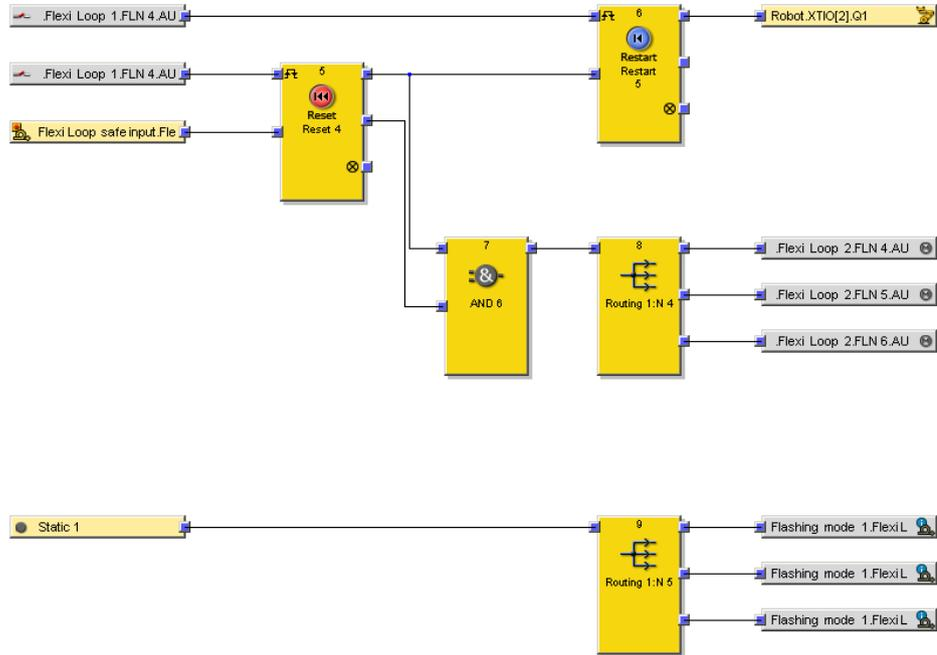 .Flexi Loop 1.FLN 4.AU
6
Robot.XTIO[2].Q1
Restart
Restart
5
.Flexi Loop 1.FLN 4.AU
5
Reset
Reset 4
Flexi Loop safe input.Fle
7
AND 6
8
Routing 1:N 4
.Flexi Loop 2.FLN 4.AU
.Flexi Loop 2.FLN 5.AU
.Flexi Loop 2.FLN 6.AU
Static 1
9
Routing 1:N 5
Flashing mode 1.Flexi L
Flashing mode 1.Flexi L
Flashing mode 1.Flexi L